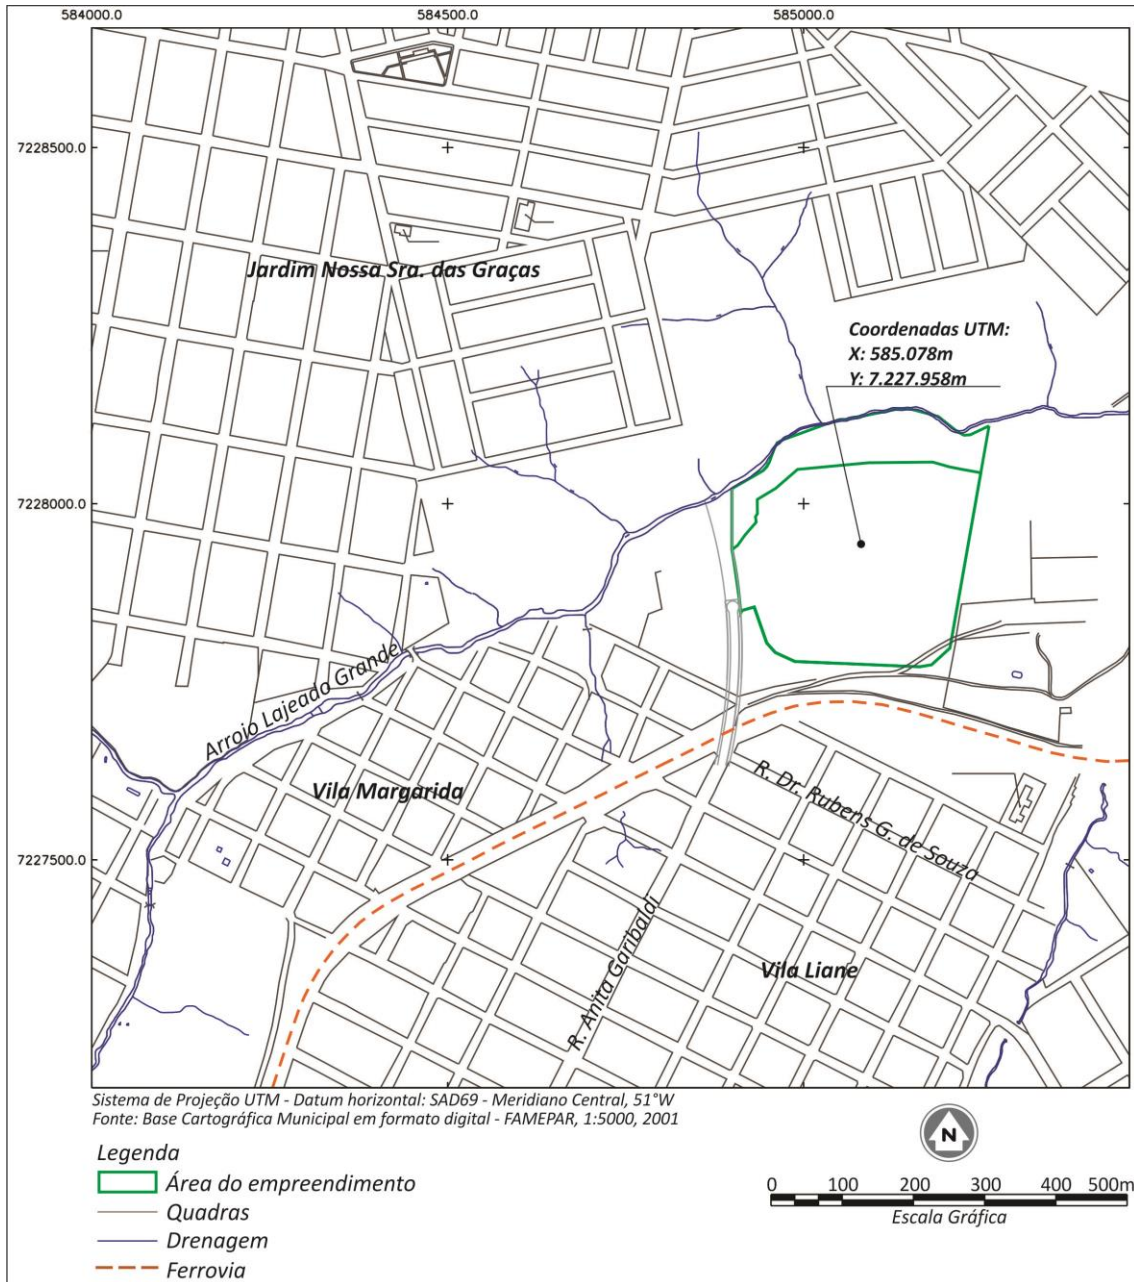 584000.0 584500.0 585000.0
7228500.0
Jardim Nossa Sra. das Graças
Coordenadas UTM:
X: 585.078m
Y: 7.227.958m
7228000.0
Arroio Lajeado Grande
Vila Margarida
R. Dr. Rubens G. de Souza
7227500.0
R. Anita Garibaldi
Vila Liane
Sistema de Projeção UTM - Datum horizontal: SAD69 - Meridiano Central, 51°W
Fonte: Base Cartográfica Municipal em formato digital - FAMEPAR, 1:5000, 2001
N
Legenda
Área do empreendimento
Quadras
Drenagem
Ferrovia
0 100 200 300 400 500m
Escala Gráfica